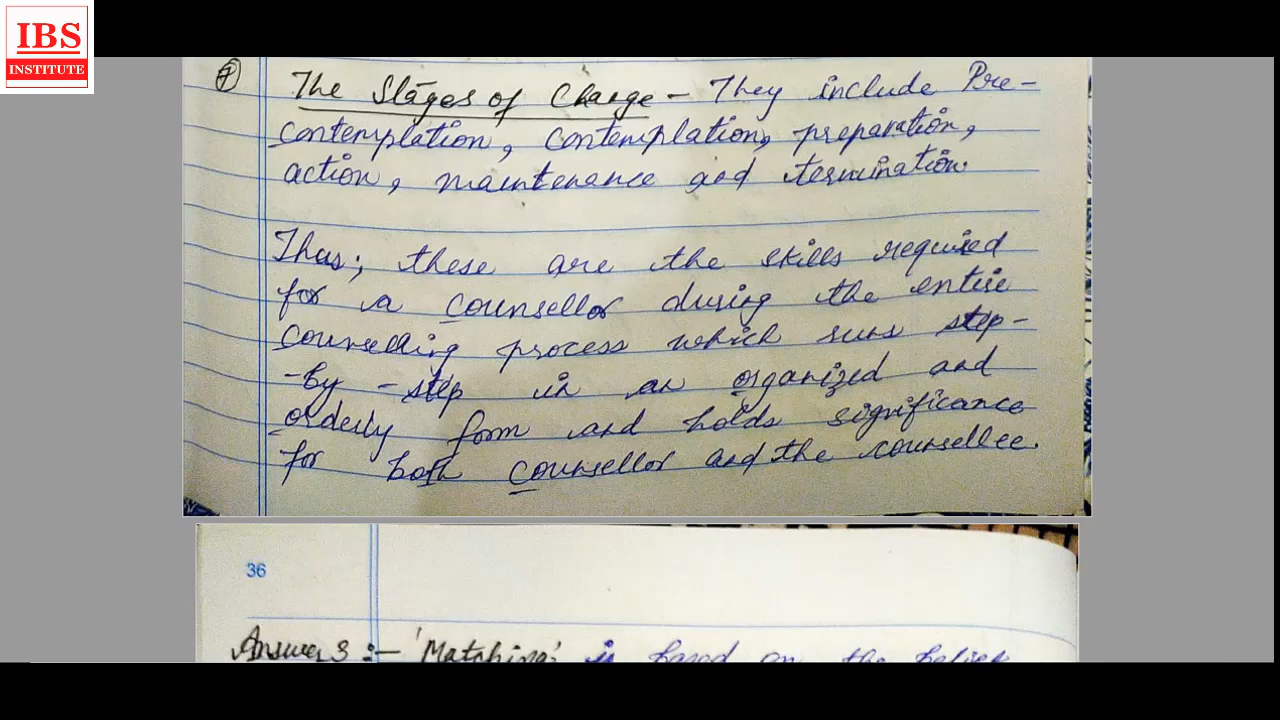 IBS
INSTITUTE
7 The Stages of Change - They include Pre-
contemplation, contemplation, preparation,
action, maintenance and termination.
Thus, these are the skills required
for a counsellor during the entire
counselling process which runs step-
-by-step in an organized and
orderly form and holds significance
for both counsellor and the counsellee.
36
Answer 3 :- 'Matching' is based on the belief